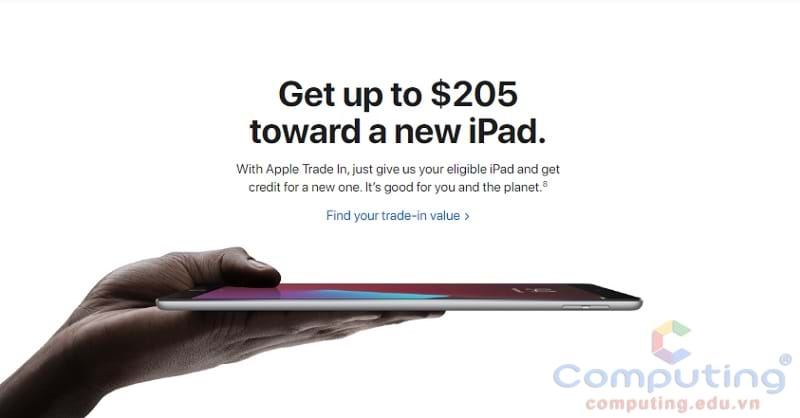 Get up to $205
toward a new iPad.
With Apple Trade In, just give us your eligible iPad and get
credit for a new one. It’s good for you and the planet.⁸
Find your trade-in value >
Computing®
computing.edu.vn